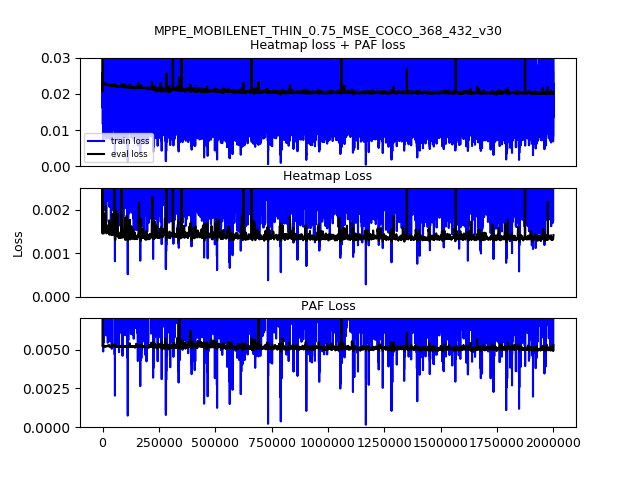 MPPE_MOBILENET_THIN_0.75_MSE_COCO_368_432_v30
Heatmap loss + PAF loss
0.03
0.02
0.01
0.00
train loss
eval loss
Heatmap Loss
0.002
0.001
0.000
Loss
PAF Loss
0.0050
0.0025
0.0000
0 250000 500000 750000 1000000 1250000 1500000 1750000 2000000